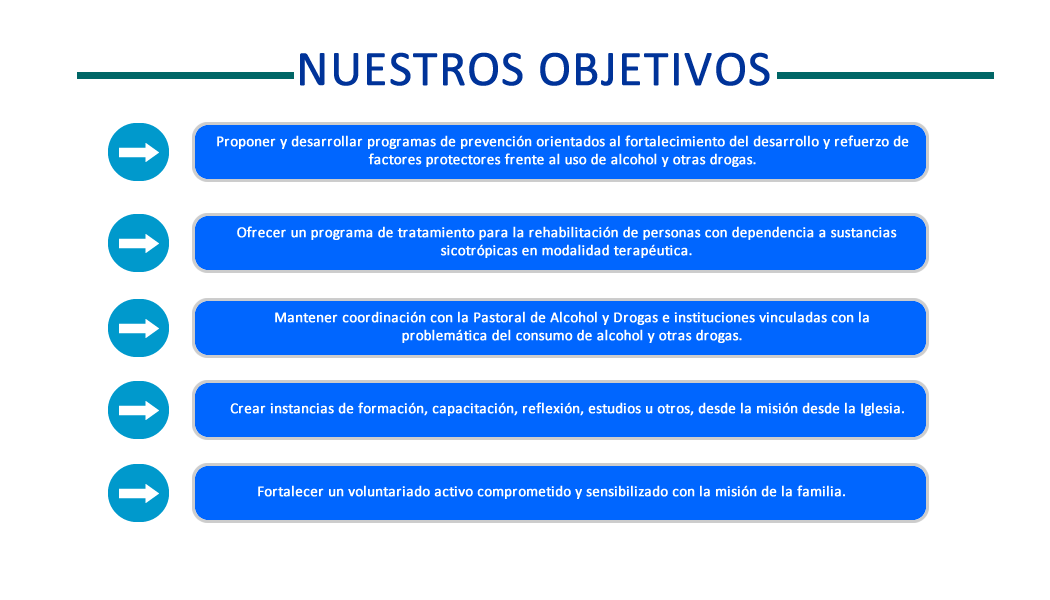 NUESTROS OBJETIVOS
Proponer y desarrollar programas de prevención orientados al fortalecimiento del desarrollo y refuerzo de
factores protectores frente al uso de alcohol y otras drogas.
Ofrecer un programa de tratamiento para la rehabilitación de personas con dependencia a sustancias
sicotrópicas en modalidad terapéutica.
Mantener coordinación con la Pastoral de Alcohol y Drogas e instituciones vinculadas con la
problemática del consumo de alcohol y otras drogas.
Crear instancias de formación, capacitación, reflexión, estudios u otros, desde la misión desde la Iglesia.
Fortalecer un voluntariado activo comprometido y sensibilizado con la misión de la familia.